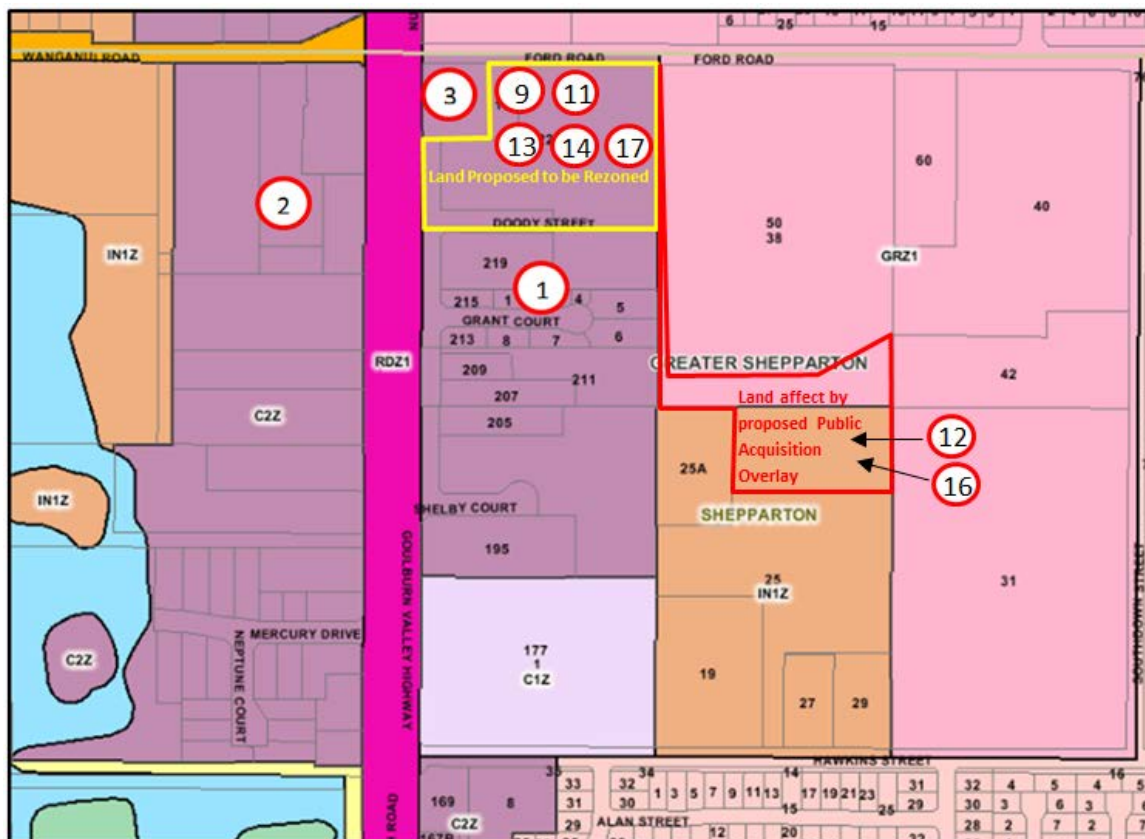 6 25 15
WANGANUI ROAD
FORD ROAD
FORD ROAD
3
9
11
60
40
13
14
17
Land Proposed to be Rezoned
2
50
38
IN1Z
DOODY STREET
GRZ1
219
1
215 1 4
5
GRANT COURT
213 8 7 6
RDZ1
209
211
GREATER SHEPPARTON
42
207
C2Z
205
Land affect by
proposed Public
Acquisition
Overlay
12
16
25A
IN1Z
SHELBY COURT
SHEPPARTON
195
GOULBURN VALLEY HIGHWAY
SOUTHDOWN STREET
25
IN1Z
31
MERCURY DRIVE
NEPTUNE COURT
C2Z
177
1
C1Z
19
27
29
HAWKINS STREET
35 34 14 16
169 8
33 32 31 32 4 5
31 30 1 3 5 7 9 11 13 17 19 21 23 29 30 3 6 3
15 25
C2Z
29 ALAN STREET 28 2 7 2
12 20
167B
ROAD